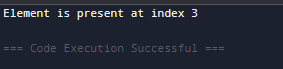 Element is present at index 3
=== Code Execution Successful ===